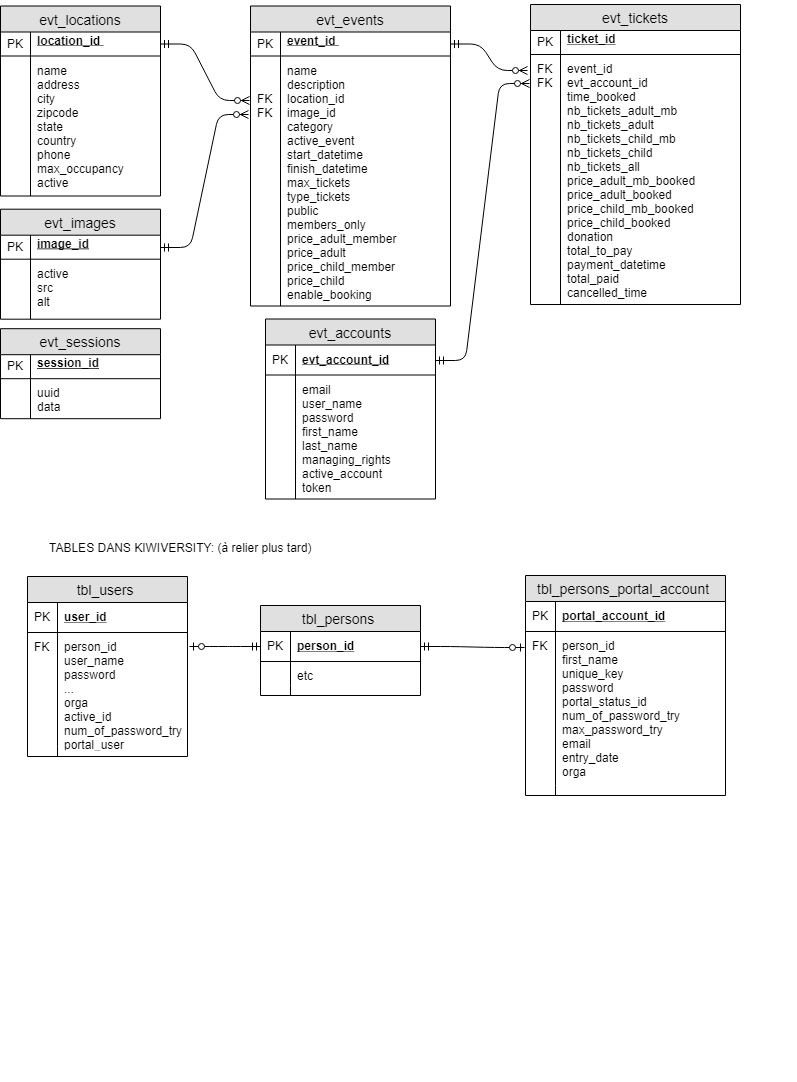 evt_locations
PK location_id
name
address
city
zipcode
state
country
phone
max_occupancy
active
evt_images
PK image_id
active
src
alt
evt_sessions
PK session_id
uuid
data
evt_events
PK event_id
name
description
FK location_id
FK image_id
category
active_event
start_datetime
finish_datetime
max_tickets
type_tickets
public
members_only
price_adult_member
price_adult
price_child_member
price_child
enable_booking
evt_accounts
PK evt_account_id
email
user_name
password
first_name
last_name
managing_rights
active_account
token
evt_tickets
PK ticket_id
FK event_id
FK evt_account_id
time_booked
nb_tickets_adult_mb
nb_tickets_adult
nb_tickets_child_mb
nb_tickets_child
nb_tickets_all
price_adult_mb_booked
price_adult_booked
price_child_mb_booked
price_child_booked
donation
total_to_pay
payment_datetime
total_paid
cancelled_time
TABLES DANS KIWIVERSITY: (à relier plus tard)
tbl_users
PK user_id
FK person_id
user_name
password
...
orga
active_id
num_of_password_try
portal_user
tbl_persons
PK person_id
etc
tbl_persons_portal_account
PK portal_account_id
FK person_id
first_name
unique_key
password
portal_status_id
num_of_password_try
max_password_try
email
entry_date
orga